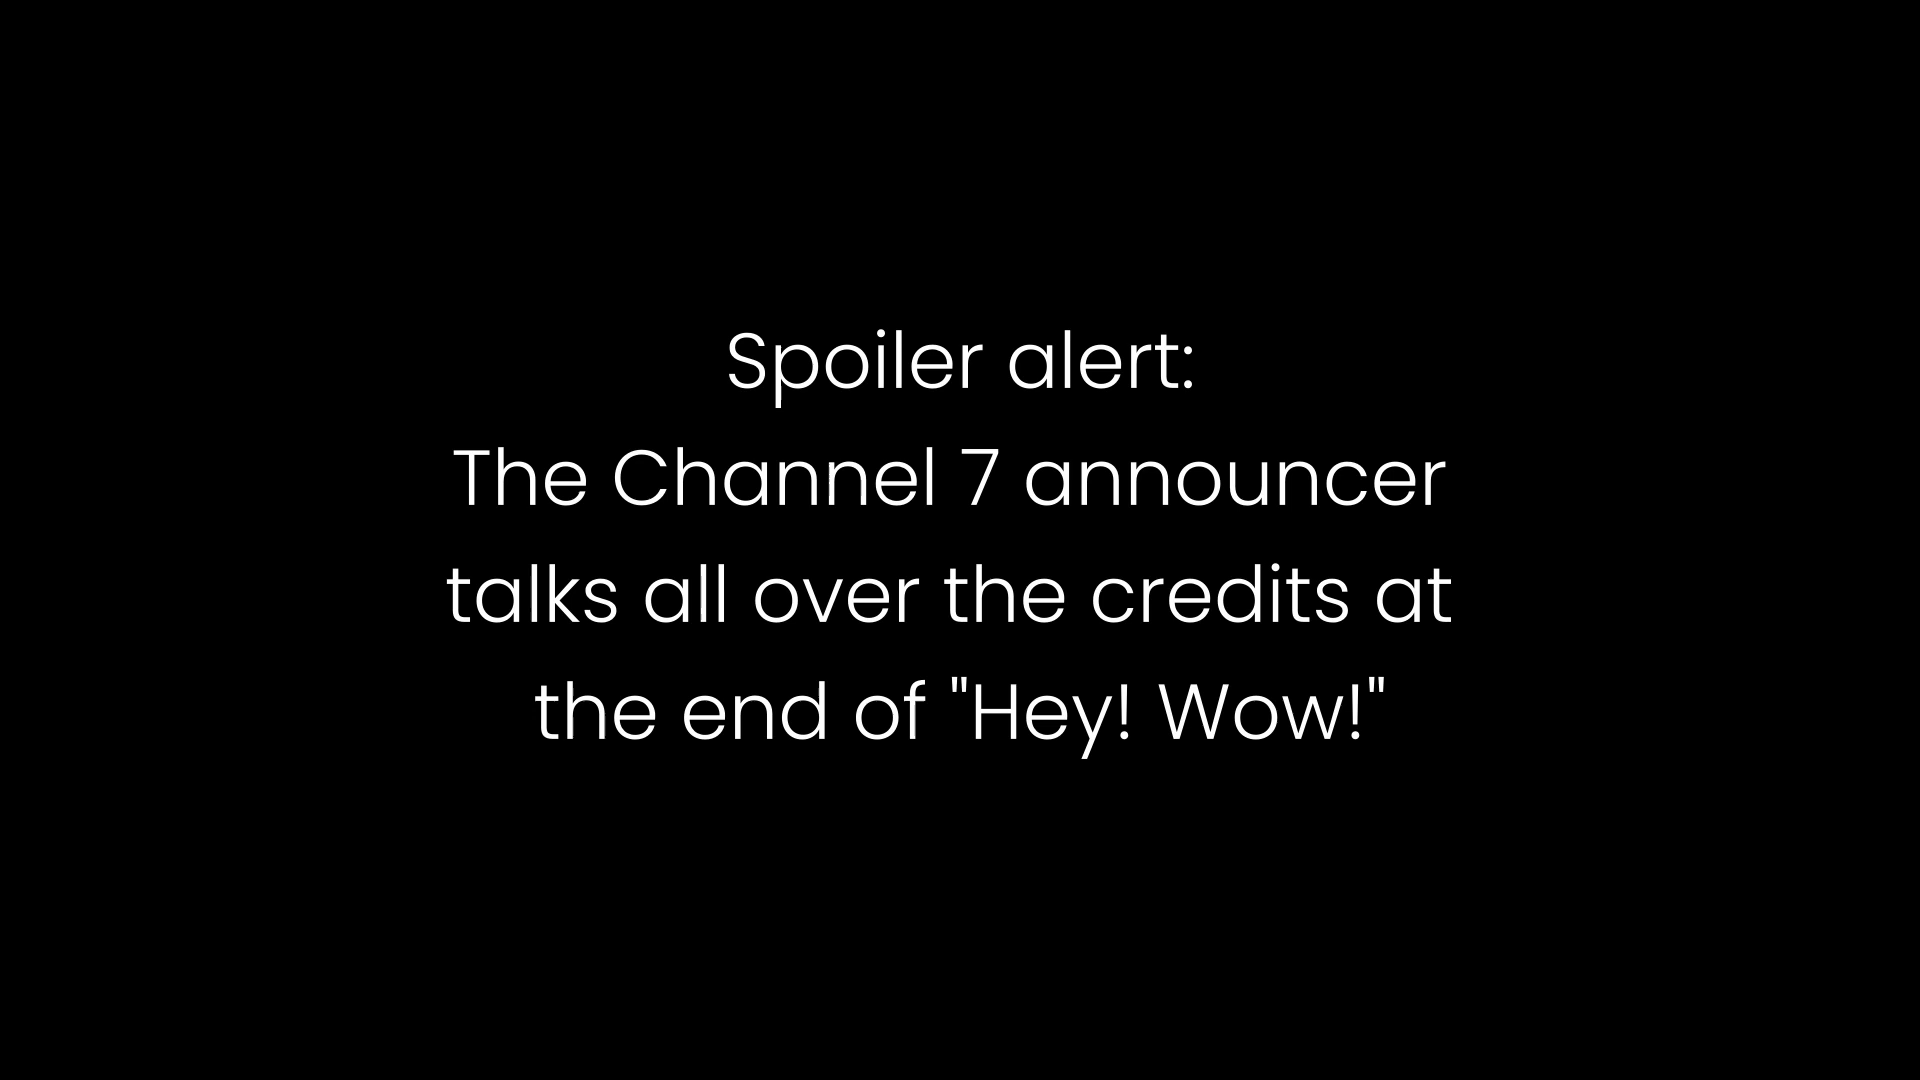 Spoiler alert:
The Channel 7 announcer
talks all over the credits at
the end of "Hey! Wow!"